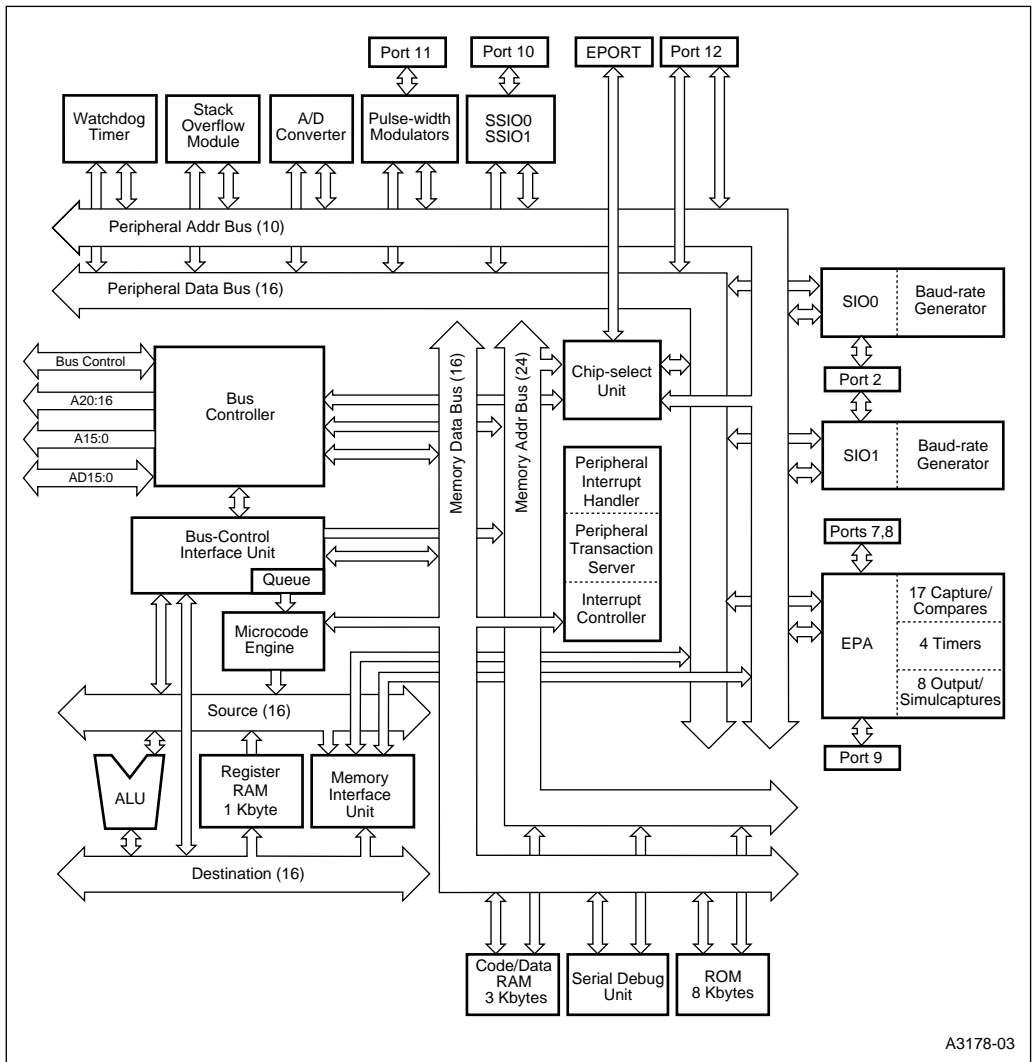 Port 11
Port 10
EPORT
Port 12
Watchdog
Timer
Stack
Overflow
Module
A/D
Converter
Pulse-width
Modulators
SSIO0
SSIO1
Peripheral Addr Bus (10)
Peripheral Data Bus (16)
SIO0
Baud-rate
Generator
Port 2
SIO1
Baud-rate
Generator
Bus Control
A20:16
A15:0
AD15:0
Bus
Controller
Memory Data Bus (16)
Memory Addr Bus (24)
Chip-select
Unit
Peripheral
Interrupt
Handler
Peripheral
Transaction
Server
Interrupt
Controller
Bus-Control
Interface Unit
Queue
Microcode
Engine
Ports 7,8
EPA
17 Capture/
Compares
4 Timers
8 Output/
Simulcaptures
Port 9
Source (16)
ALU
Register
RAM
1 Kbyte
Memory
Interface
Unit
Destination (16)
Code/Data
RAM
3 Kbytes
Serial Debug
Unit
ROM
8 Kbytes
A3178-03